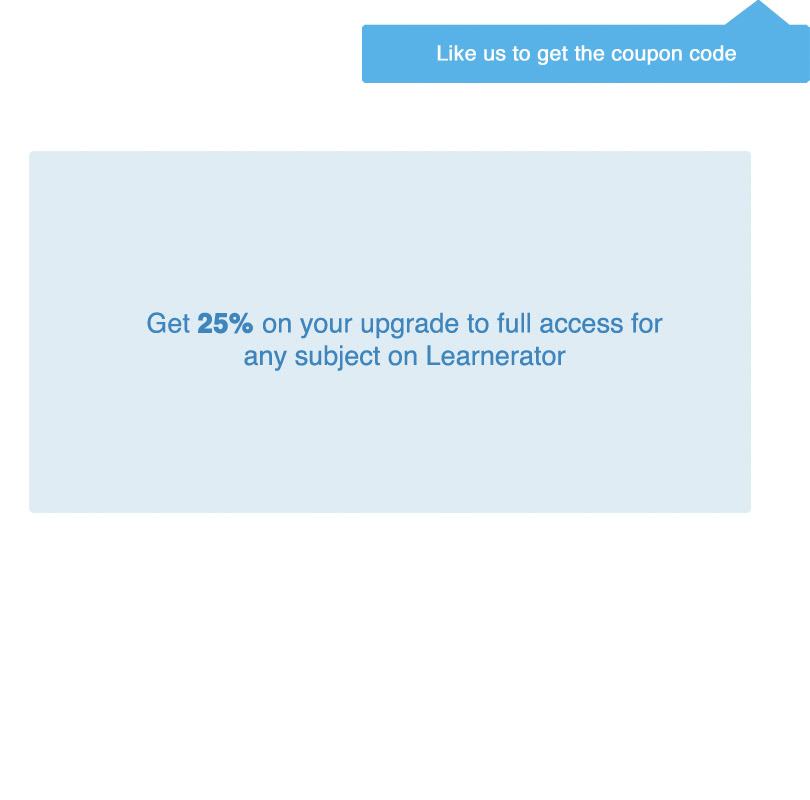 Like us to get the coupon code
Get 25% on your upgrade to full access for
any subject on Learnerator